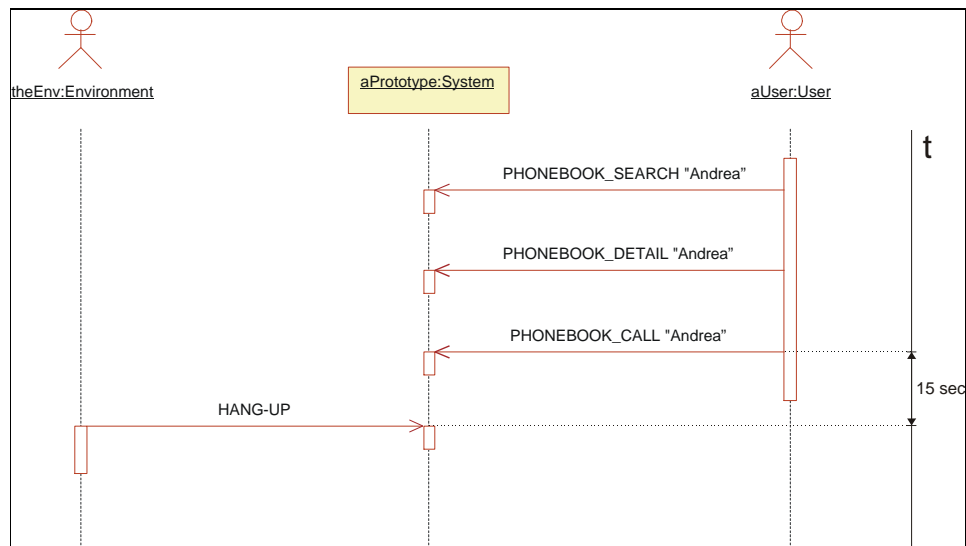 theEnv:Environment
aPrototype:System
aUser:User
t
PHONEBOOK_SEARCH "Andrea”
PHONEBOOK_DETAIL "Andrea”
PHONEBOOK_CALL "Andrea”
15 sec
HANG-UP